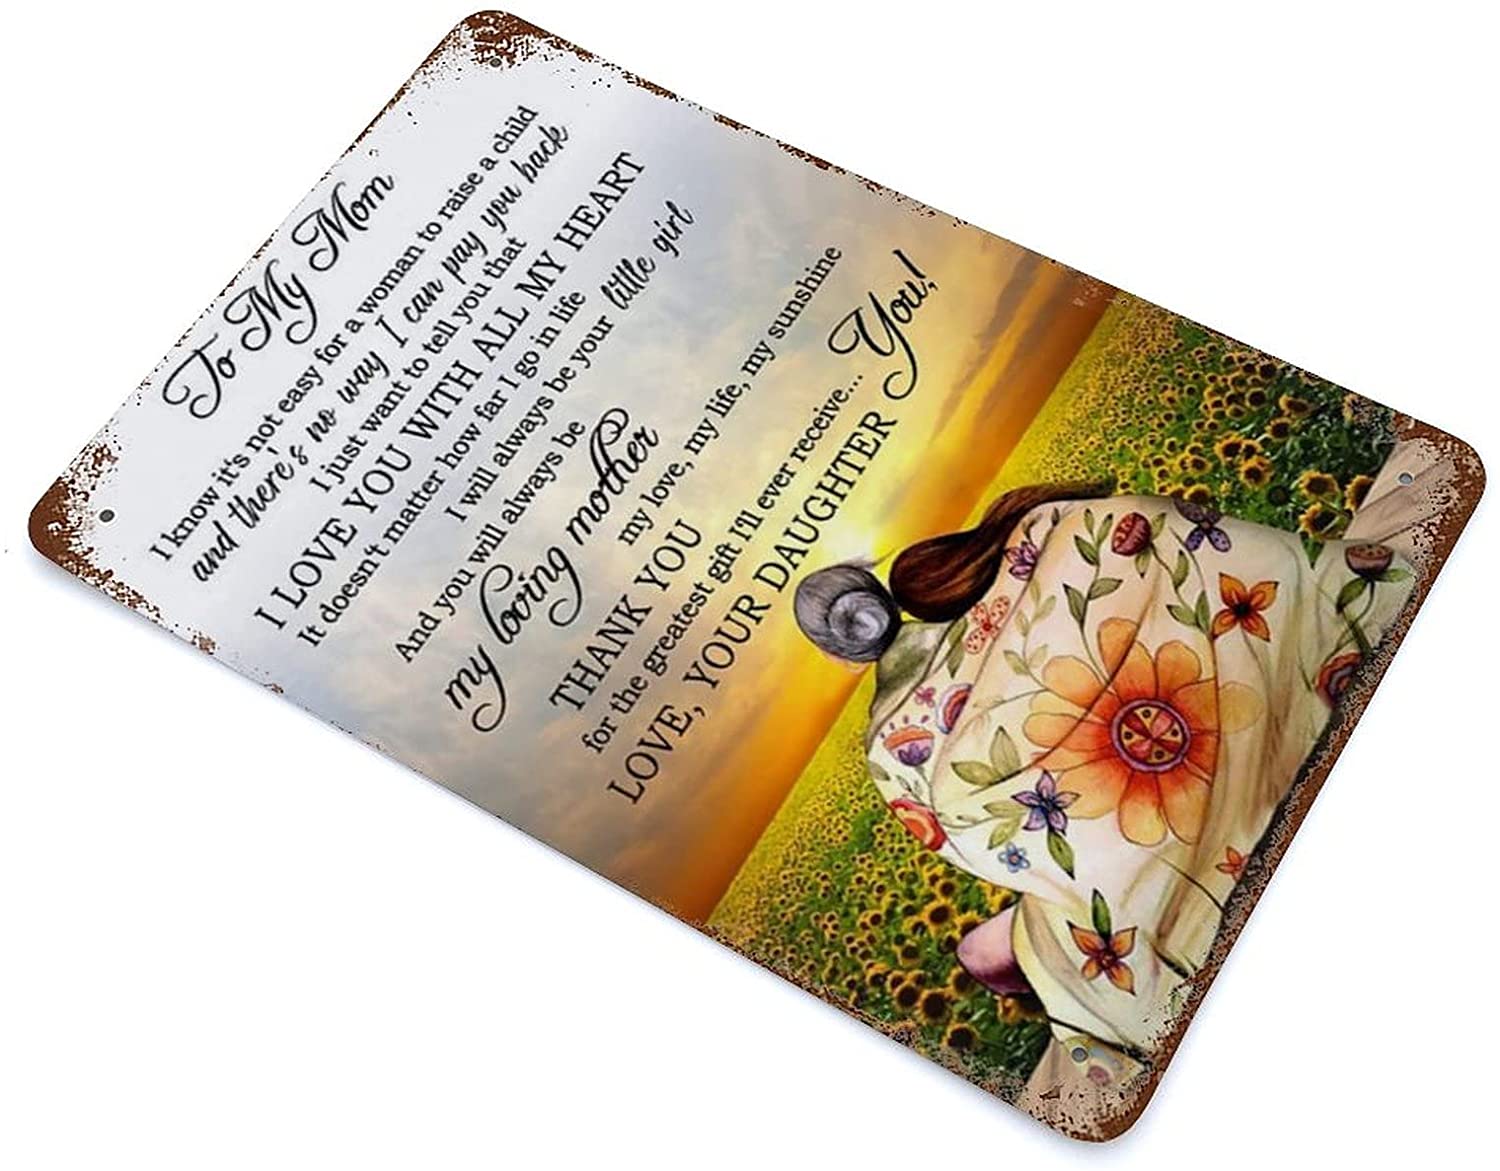 To My Mom
I know it's not easy for a woman to raise a child
and there's no way I can pay you back
I just want to tell you that
I LOVE YOU WITH ALL MY HEART
It doesn't matter how far I go in life
I will always be your little girl
And you will always be
my loving mother
my love, my life, my sunshine
THANK YOU
for the greatest gift I'll ever receive... You!
LOVE, YOUR DAUGHTER